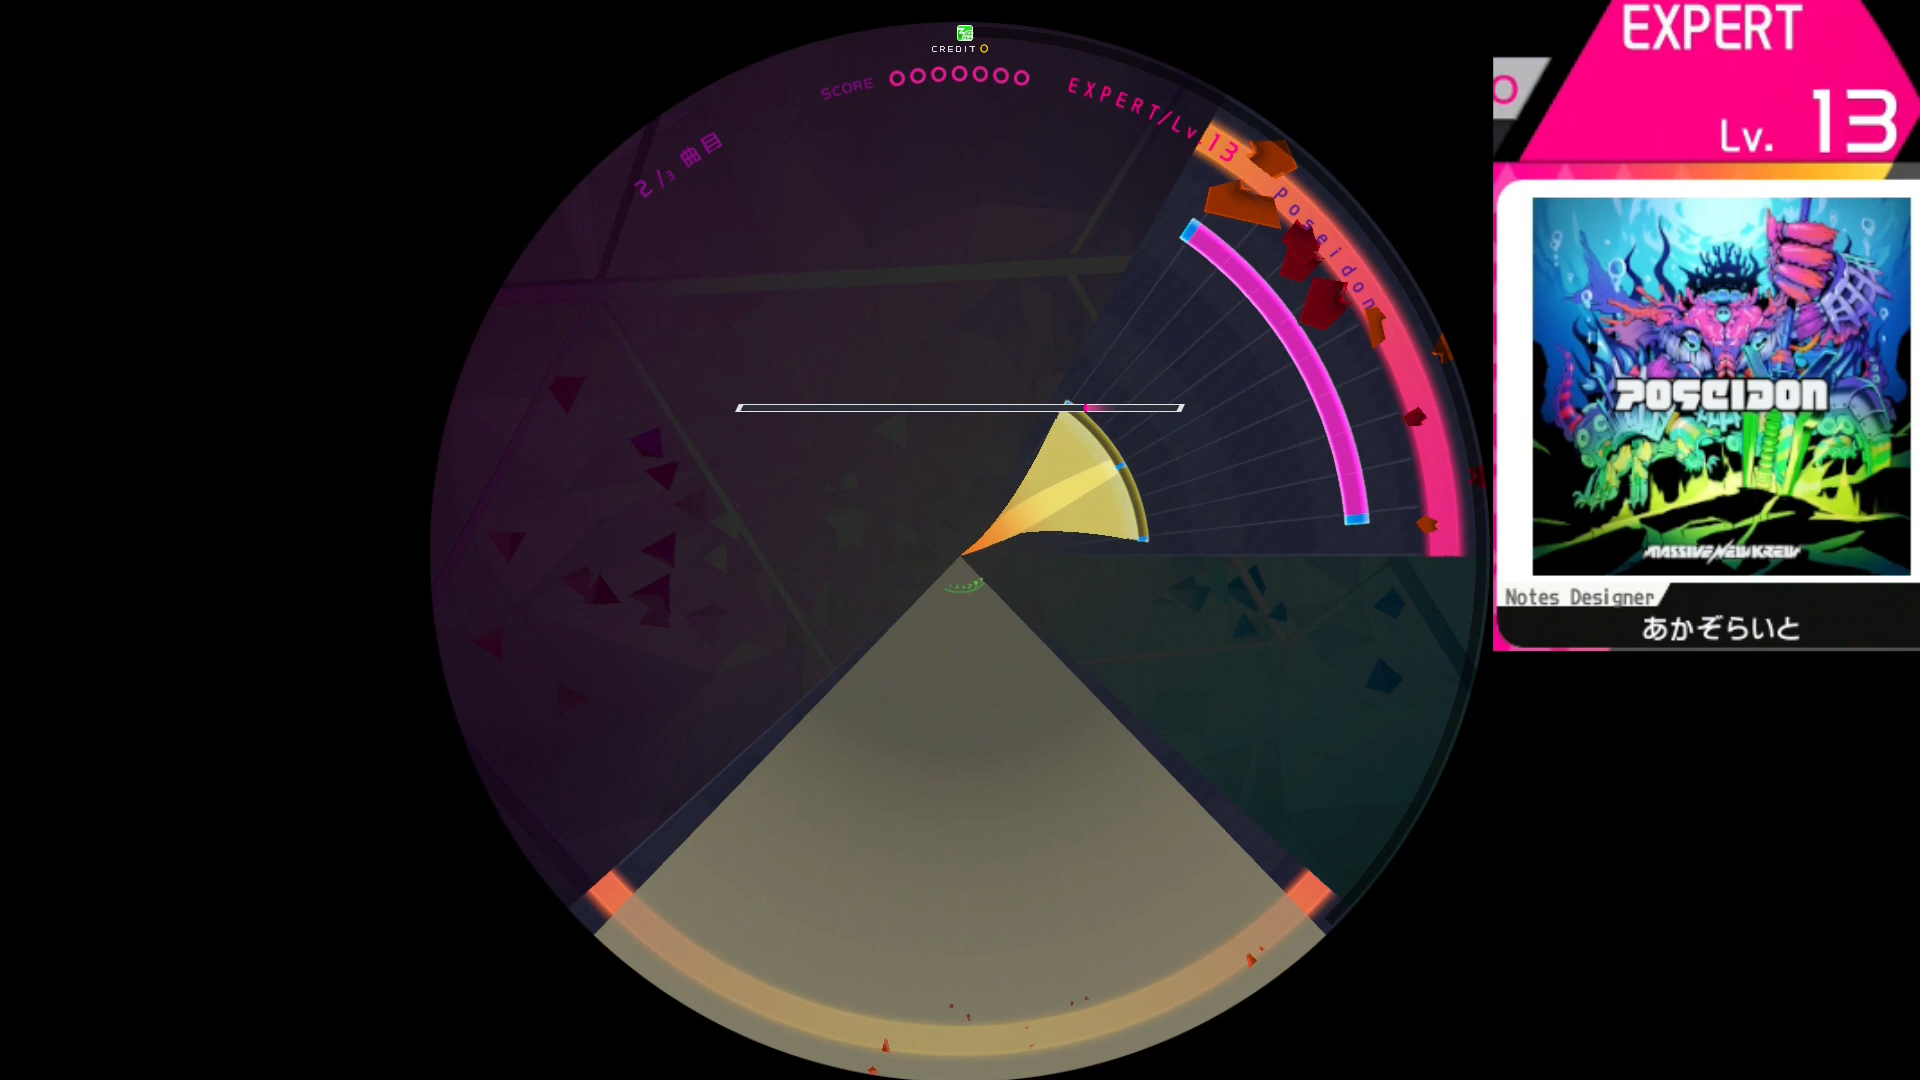 CREDIT 0
SCORE 0000000
EXPERT/Lv.13
Poseidon
2/3 曲目
EXPERT
Lv. 13
POSEIDON
MASSIVE NEW KREW
Notes Designer
あかぞらいと